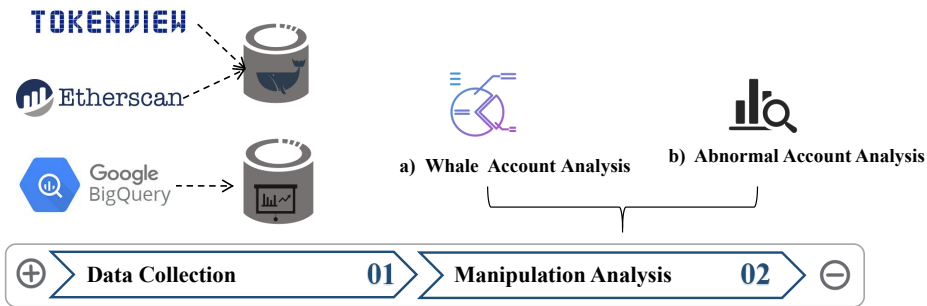 TOKENVIEW
Etherscan
Google
BigQuery
a) Whale Account Analysis
b) Abnormal Account Analysis
Data Collection 01
Manipulation Analysis 02